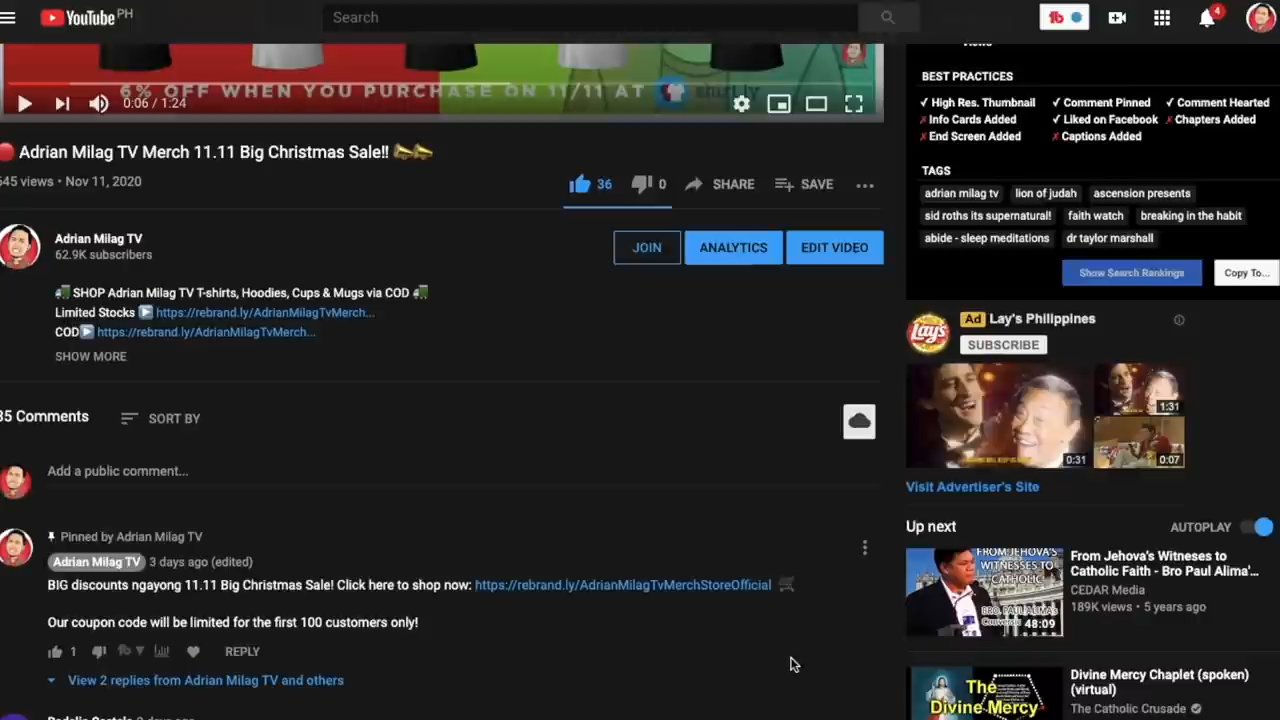 YouTube PH
Search
4
6% OFF WHEN YOU PURCHASE ON 11/11 AT
0:06 / 1:24
Adrian Milag TV Merch 11.11 Big Christmas Sale!!
645 views • Nov 11, 2020
36
0
SHARE
SAVE
Adrian Milag TV
62.9K subscribers
JOIN
ANALYTICS
EDIT VIDEO
SHOP Adrian Milag TV T-shirts, Hoodies, Cups & Mugs via COD
Limited Stocks https://rebrand.ly/AdrianMilagTvMerch...
COD https://rebrand.ly/AdrianMilagTvMerch...
SHOW MORE
35 Comments
SORT BY
Add a public comment...
Pinned by Adrian Milag TV
Adrian Milag TV 3 days ago (edited)
BIG discounts ngayong 11.11 Big Christmas Sale! Click here to shop now: https://rebrand.ly/AdrianMilagTvMerchStoreOfficial
Our coupon code will be limited for the first 100 customers only!
1
REPLY
View 2 replies from Adrian Milag TV and others
BEST PRACTICES
✓ High Res. Thumbnail ✓ Comment Pinned ✓ Comment Hearted
✗ Info Cards Added ✓ Liked on Facebook ✗ Chapters Added
✗ End Screen Added ✗ Captions Added
TAGS
adrian milag tv lion of judah ascension presents
sid roths its supernatural! faith watch breaking in the habit
abide - sleep meditations dr taylor marshall
Show Search Rankings
Copy To...
Lay's
Ad Lay's Philippines
SUBSCRIBE
0:31
1:31
0:07
Visit Advertiser's Site
Up next
AUTOPLAY
FROM JEHOVA'S
WITNESSES TO
CATHOLIC
48:09
From Jehova's Witneses to
Catholic Faith - Bro Paul Alima'...
CEDAR Media
189K views • 5 years ago
The
Divine Mercy
Divine Mercy Chaplet (spoken)
(virtual)
The Catholic Crusade